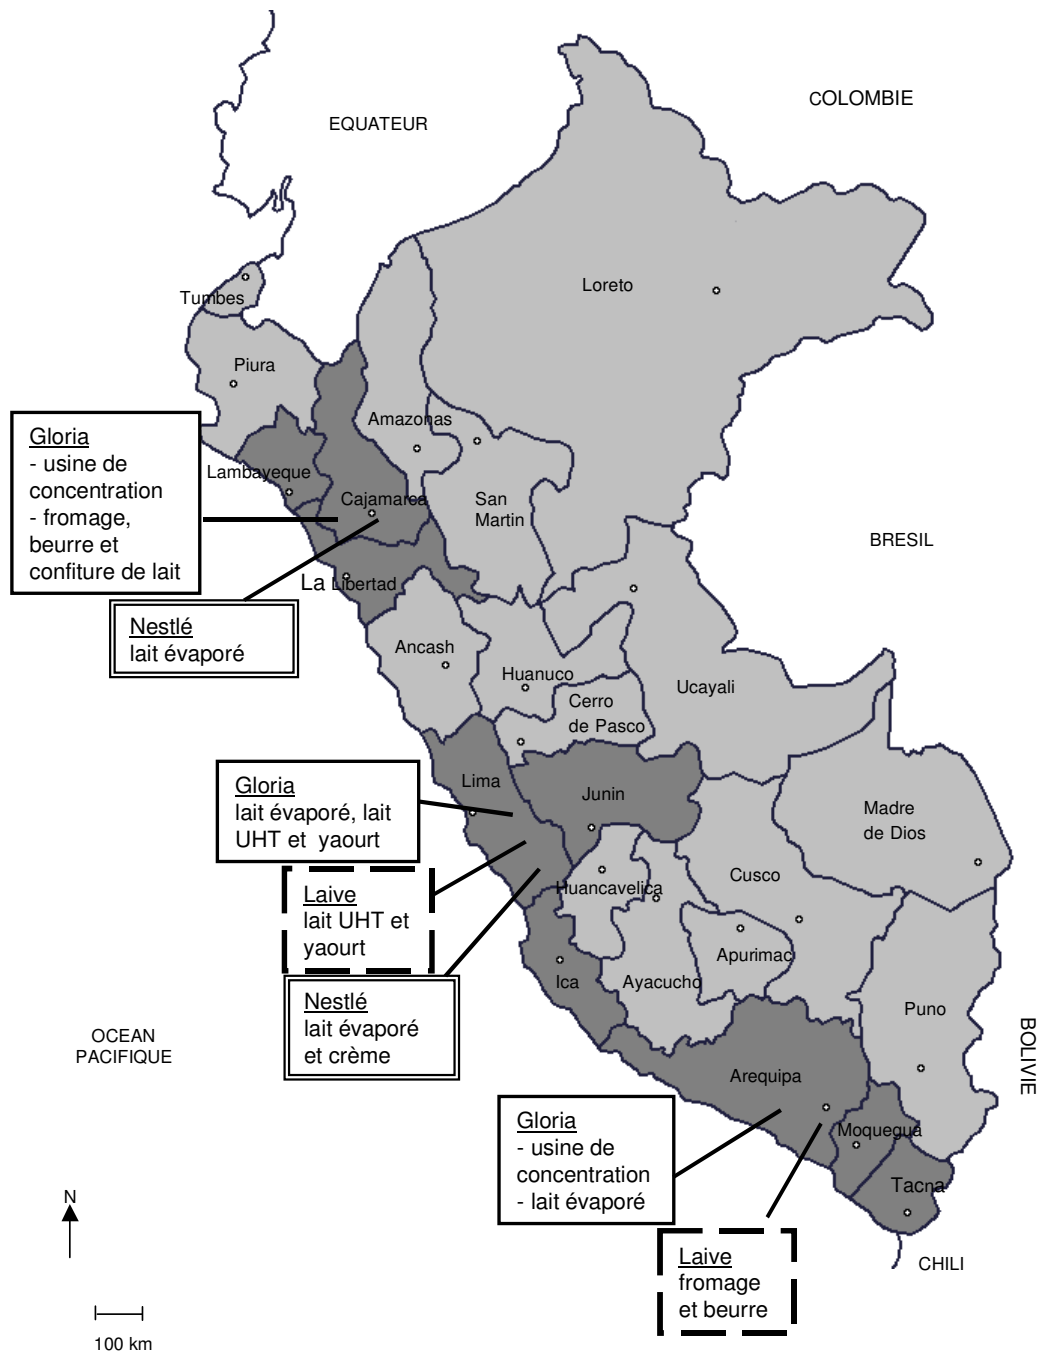 COLOMBIE
EQUATEUR
Loreto
Tumbes
Piura
Amazonas
Gloria
- usine de
concentration
- fromage,
beurre et
confiture de lait
Lambayeque
Cajamarca
San
Martin
BRESIL
La Libertad
Nestlé
lait évaporé
Ancash
Huanuco
Ucayali
Cerro
de Pasco
Lima
Junin
Gloria
lait évaporé, lait
UHT et yaourt
Madre
de Dios
Cusco
Huancavelica
Laive
lait UHT et
yaourt
Apurimac
Ica
Ayacucho
Nestlé
lait évaporé
et crème
Puno
OCEAN
PACIFIQUE
BOLIVIE
Arequipa
Gloria
- usine de
concentration
- lait évaporé
Moquegua
Tacna
N
Laive
fromage
et beurre
CHILI
100 km